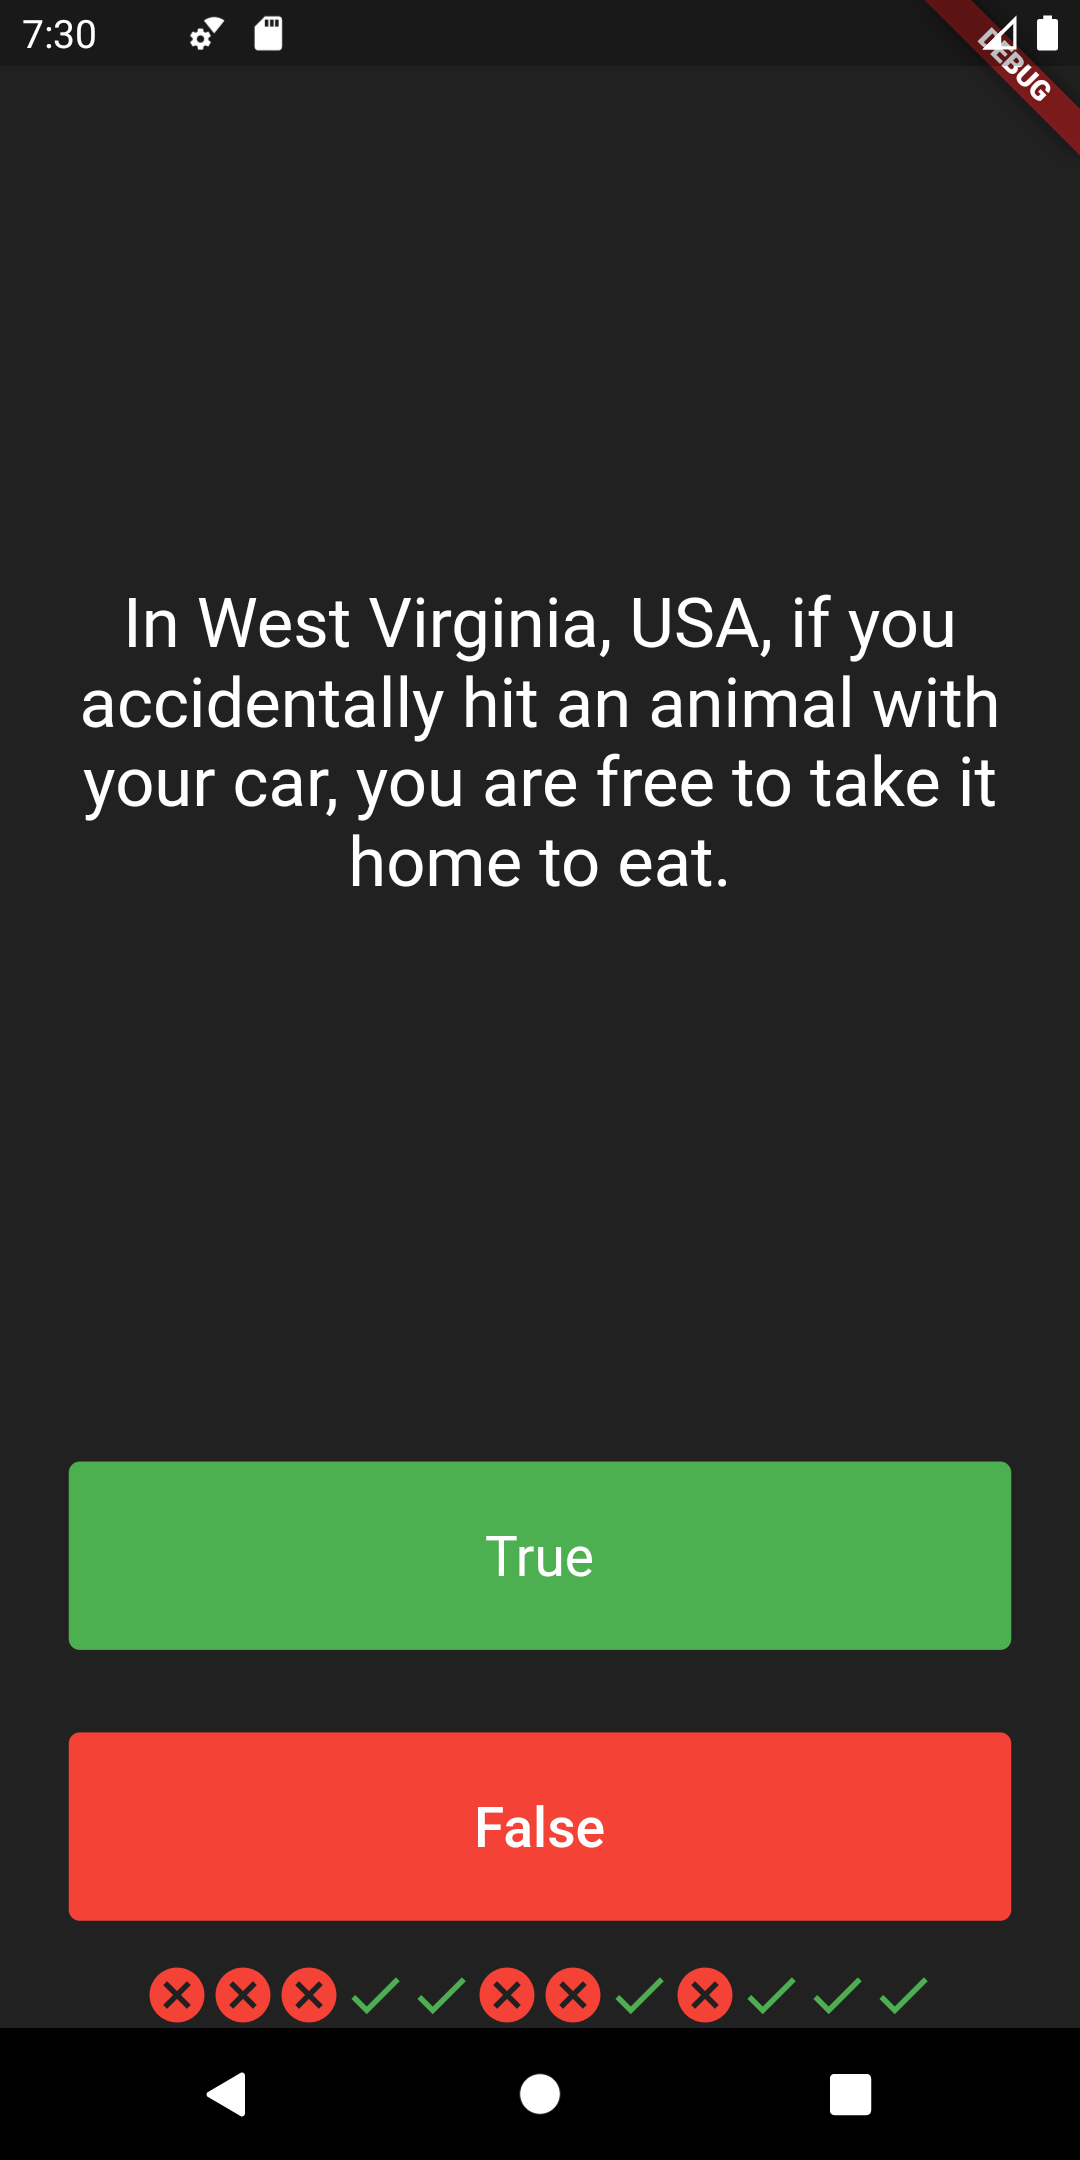 7:30
DEBUG
In West Virginia, USA, if you
accidentally hit an animal with
your car, you are free to take it
home to eat.
True
False